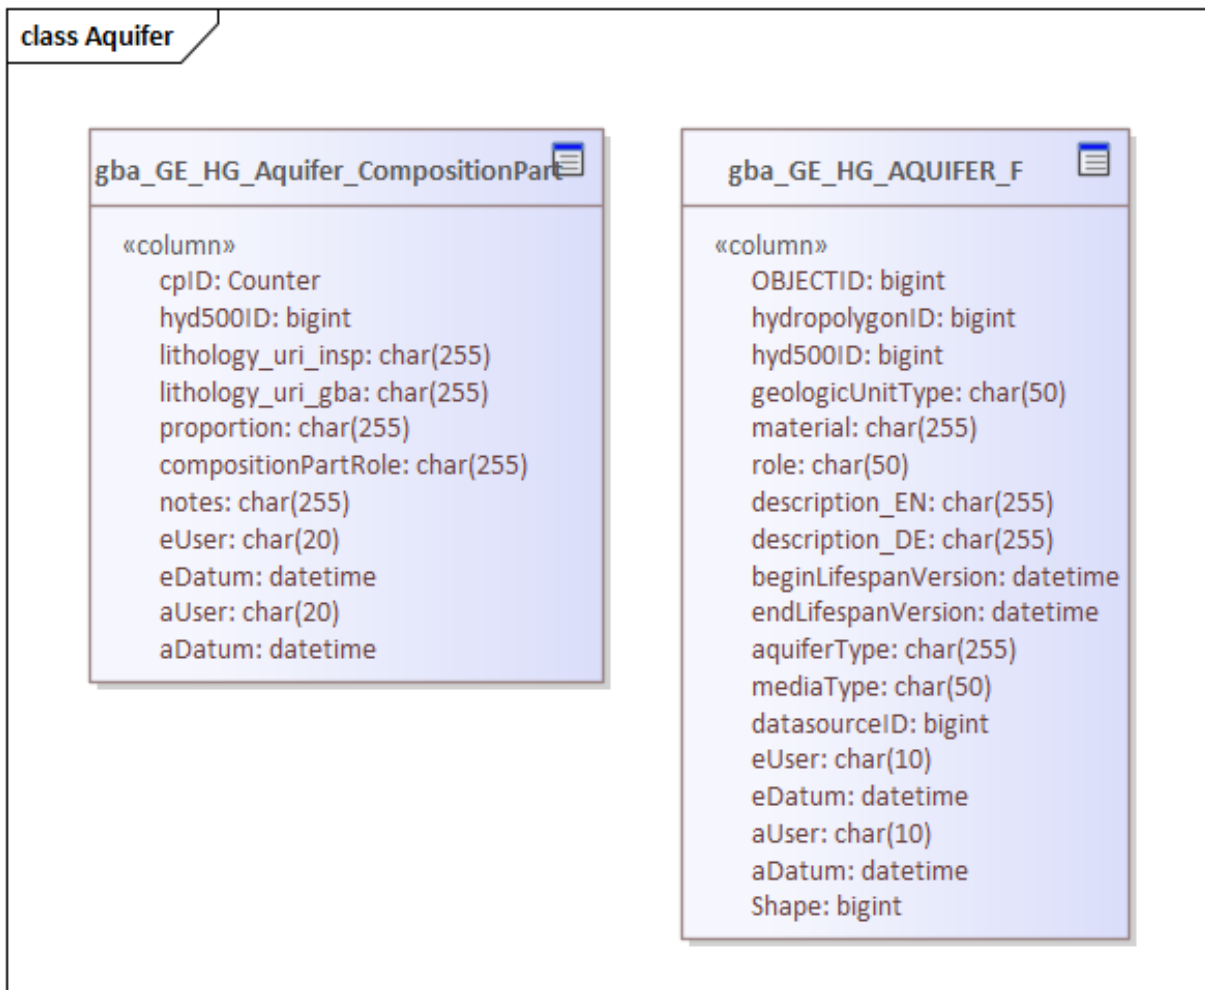 class Aquifer
gba_GE_HG_Aquifer_CompositionPart
«column»
cpID: Counter
hyd500ID: bigint
lithology_uri_insp: char(255)
lithology_uri_gba: char(255)
proportion: char(255)
compositionPartRole: char(255)
notes: char(255)
eUser: char(20)
eDatum: datetime
aUser: char(20)
aDatum: datetime
gba_GE_HG_AQUIFER_F
«column»
OBJECTID: bigint
hydropolygonID: bigint
hyd500ID: bigint
geologicUnitType: char(50)
material: char(255)
role: char(50)
description_EN: char(255)
description_DE: char(255)
beginLifespanVersion: datetime
endLifespanVersion: datetime
aquiferType: char(255)
mediaType: char(50)
datasourceID: bigint
eUser: char(10)
eDatum: datetime
aUser: char(10)
aDatum: datetime
Shape: bigint